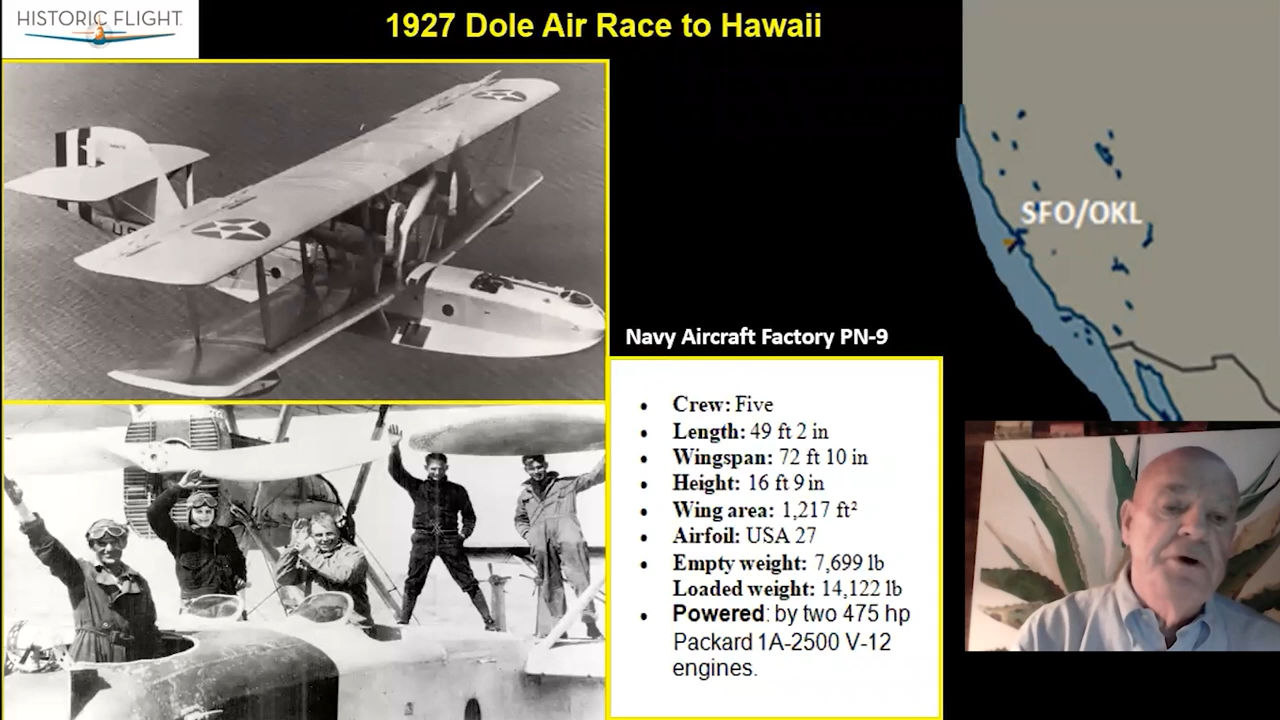 HISTORIC FLIGHT
1927 Dole Air Race to Hawaii
SFO/OKL
Navy Aircraft Factory PN-9
• Crew: Five
• Length: 49 ft 2 in
• Wingspan: 72 ft 10 in
• Height: 16 ft 9 in
• Wing area: 1,217 ft²
• Airfoil: USA 27
• Empty weight: 7,699 lb
Loaded weight: 14,122 lb
• Powered: by two 475 hp
Packard 1A-2500 V-12
engines.